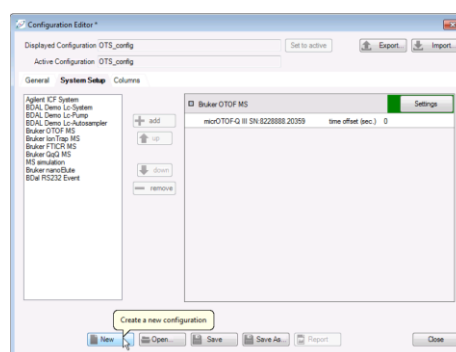 Configuration Editor *
Displayed Configuration OTS_config
Set to active
Export...
Import...
Active Configuration OTS_config
General System Setup Columns
Agilent ICF System
BDAL Demo Lc-System
BDAL Demo Lc-Pump
BDAL Demo Lc-Autosampler
Bruker OTOF MS
Bruker IonTrap MS
Bruker FTICR MS
Bruker QqQ MS
MS simulation
Bruker nanoElute
BDal RS232 Event
add
up
down
remove
Bruker OTOF MS
Settings
micrOTOF-Q III SN:8228888.20359 time offset (sec.) 0
Create a new configuration
New Open... Save Save As... Report Close